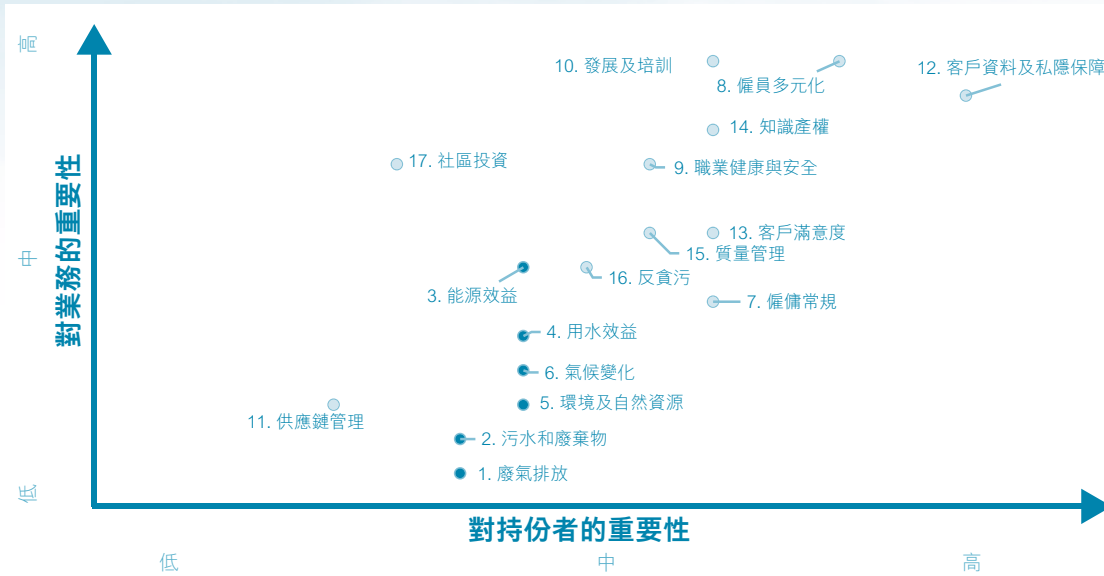 高
10. 發展及培訓
8. 僱員多元化
12. 客戶資料及私隱保障
14. 知識產權
17. 社區投資
9. 職業健康與安全
對業務的重要性
中
13. 客戶滿意度
15. 質量管理
16. 反貪污
3. 能源效益
7. 僱傭常規
4. 用水效益
6. 氣候變化
5. 環境及自然資源
11. 供應鏈管理
2. 污水和廢棄物
1. 廢氣排放
低
對持份者的重要性
低
中
高